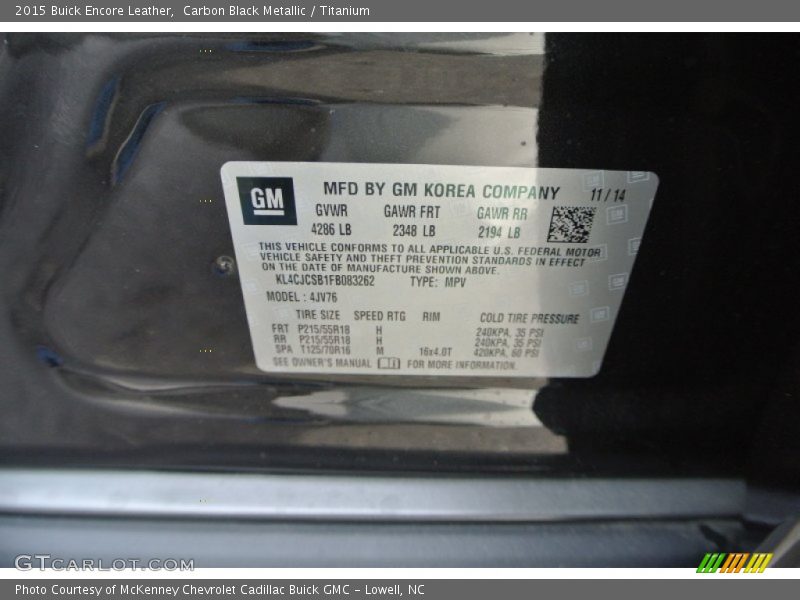 2015 Buick Encore Leather,  Carbon Black Metallic / Titanium
GM MFD BY GM KOREA COMPANY 11 / 14
GVWR GAWR FRT GAWR RR
4286 LB 2348 LB 2194 LB
THIS VEHICLE CONFORMS TO ALL APPLICABLE U.S. FEDERAL MOTOR
VEHICLE SAFETY AND THEFT PREVENTION STANDARDS IN EFFECT
ON THE DATE OF MANUFACTURE SHOWN ABOVE.
KL4CJCSB1FB083262 TYPE: MPV
MODEL : 4JV76
TIRE SIZE SPEED RTG RIM COLD TIRE PRESSURE
FRT P215/55R18 H 240KPA, 35 PSI
RR P215/55R18 H 240KPA, 35 PSI
SPA T125/70R16 M 16x4.0T 420KPA, 60 PSI
SEE OWNER'S MANUAL FOR MORE INFORMATION.
GTCARLOT.COM
Photo Courtesy of McKenney Chevrolet Cadillac Buick GMC - Lowell, NC